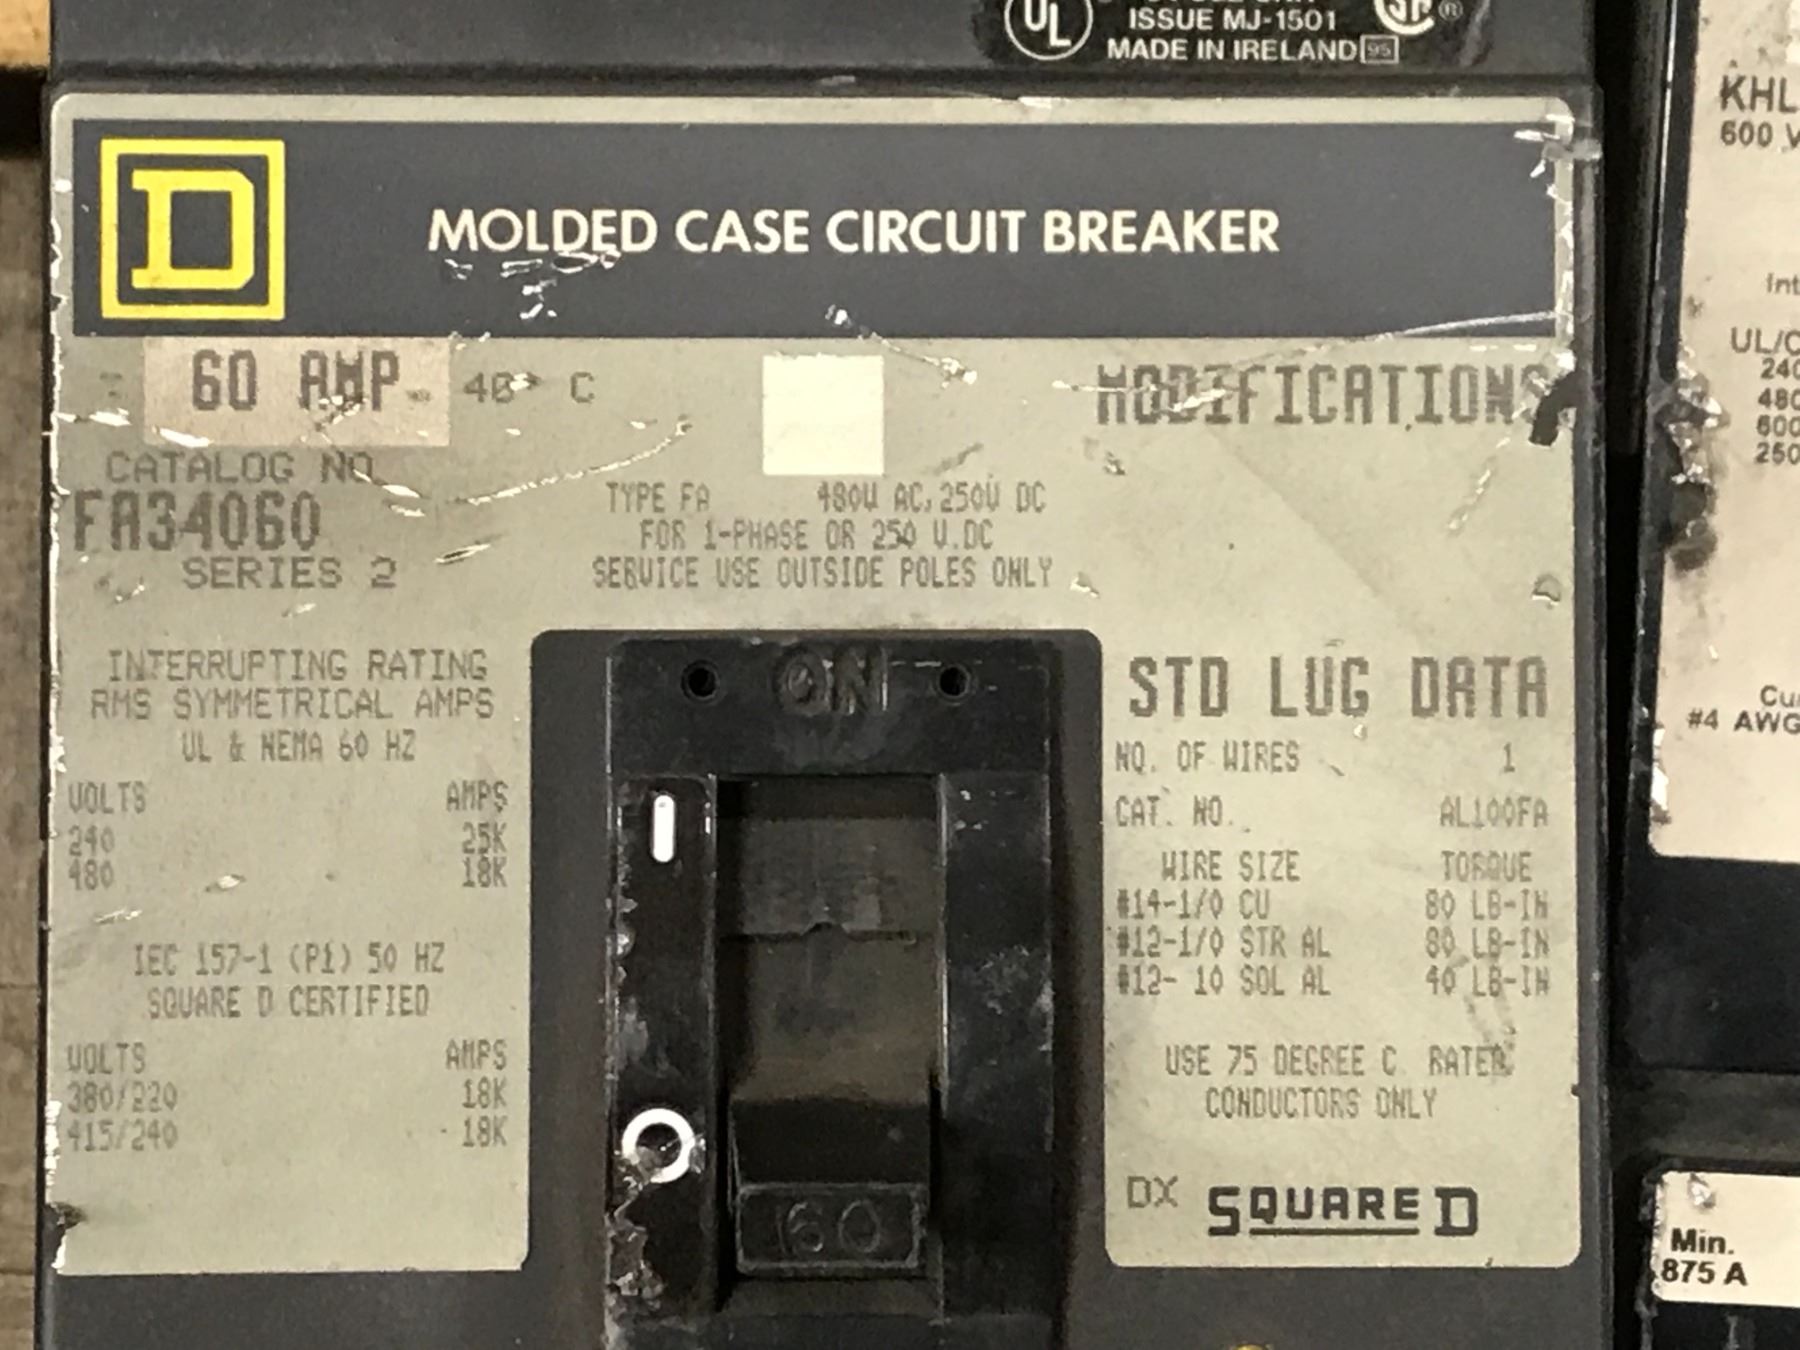 UL
ISSUE MJ-1501
MADE IN IRELAND 95
D
MOLDED CASE CIRCUIT BREAKER
60 AMP 40° C
MODIFICATIONS
CATALOG NO.
FA34060
SERIES 2
TYPE FA 480V AC, 250V DC
FOR 1-PHASE OR 250 V.DC
SERVICE USE OUTSIDE POLES ONLY
INTERRUPTING RATING
RMS SYMMETRICAL AMPS
UL & NEMA 60 HZ
VOLTS AMPS
240 25K
480 18K
IEC 157-1 (P1) 50 HZ
SQUARE D CERTIFIED
VOLTS AMPS
380/220 18K
415/240 18K
ON
60
STD LUG DATA
NO. OF WIRES 1
CAT. NO. AL100FA
WIRE SIZE TORQUE
#14-1/0 CU 80 LB-IN
#12-1/0 STR AL 80 LB-IN
#12- 10 SOL AL 40 LB-IN
USE 75 DEGREE C RATED
CONDUCTORS ONLY
DX SQUARE D
KHL
600 V
Int
UL/C
240
480
600
250
Cu
#4 AWG
Min.
875 A